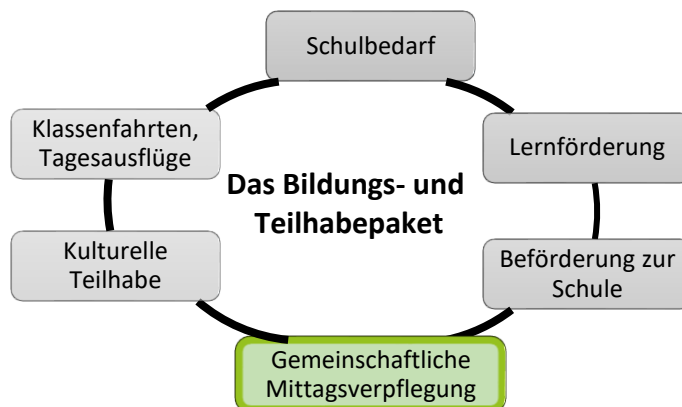 Schulbedarf
Klassenfahrten,
Tagesausflüge
Lernförderung
Das Bildungs- und
Teilhabepaket
Kulturelle
Teilhabe
Beförderung zur
Schule
Gemeinschaftliche
Mittagsverpflegung